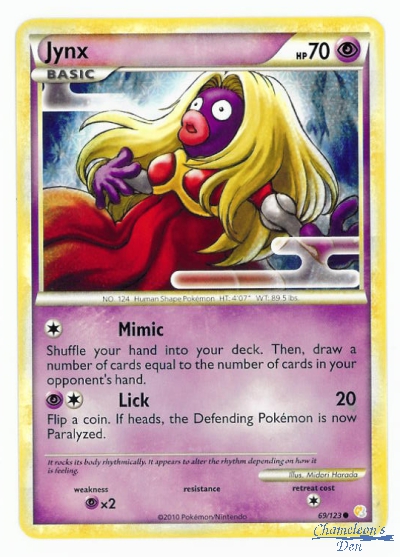 Jynx HP 70
BASIC
NO. 124 Human Shape Pokémon HT. 4'07" WT. 89.5 lbs.
Mimic
Shuffle your hand into your deck. Then, draw a
number of cards equal to the number of cards in your
opponent's hand.
Lick 20
Flip a coin. If heads, the Defending Pokémon is now
Paralyzed.
It rocks its body rhythmically. It appears to alter the rhythm depending on how it
is feeling.
Illus. Midori Harada
weakness resistance retreat cost
x2
©2010 Pokémon/Nintendo 69/123
Chameleon's
Den